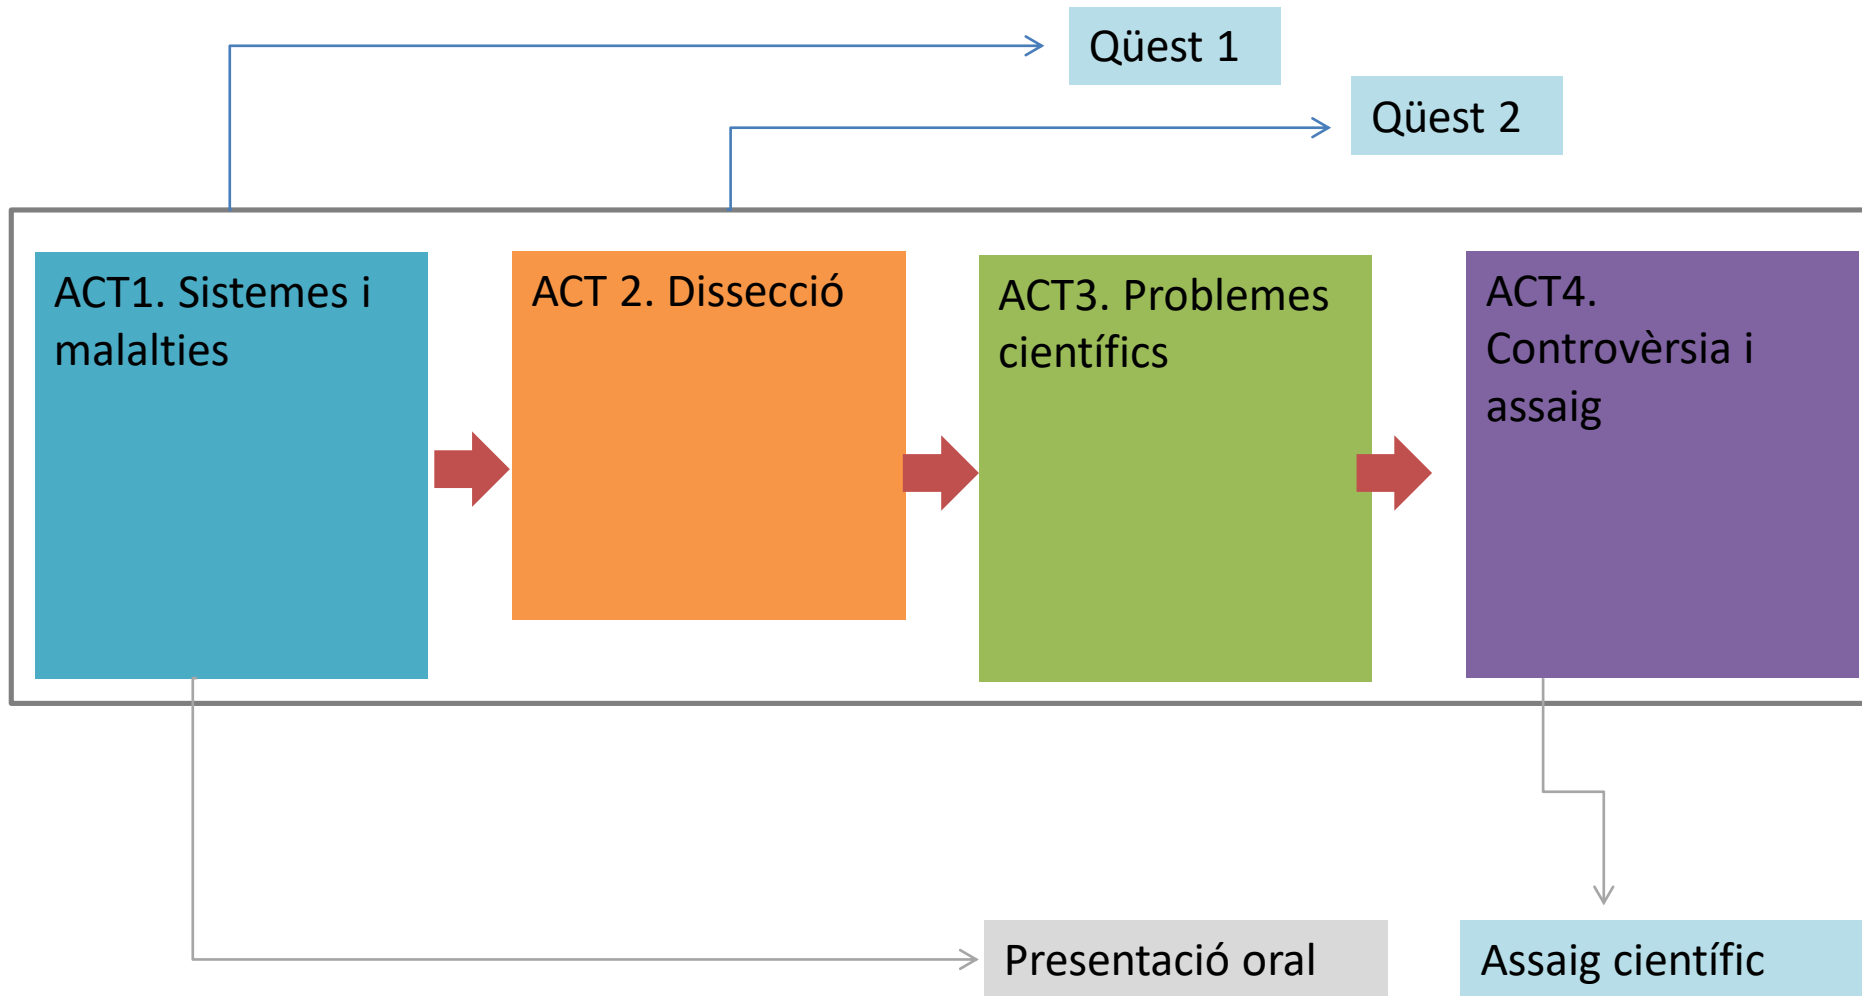 Qüest 1
Qüest 2
ACT1. Sistemes i
malalties
ACT 2. Dissecció
ACT3. Problemes
científics
ACT4.
Controvèrsia i
assaig
Presentació oral
Assaig científic